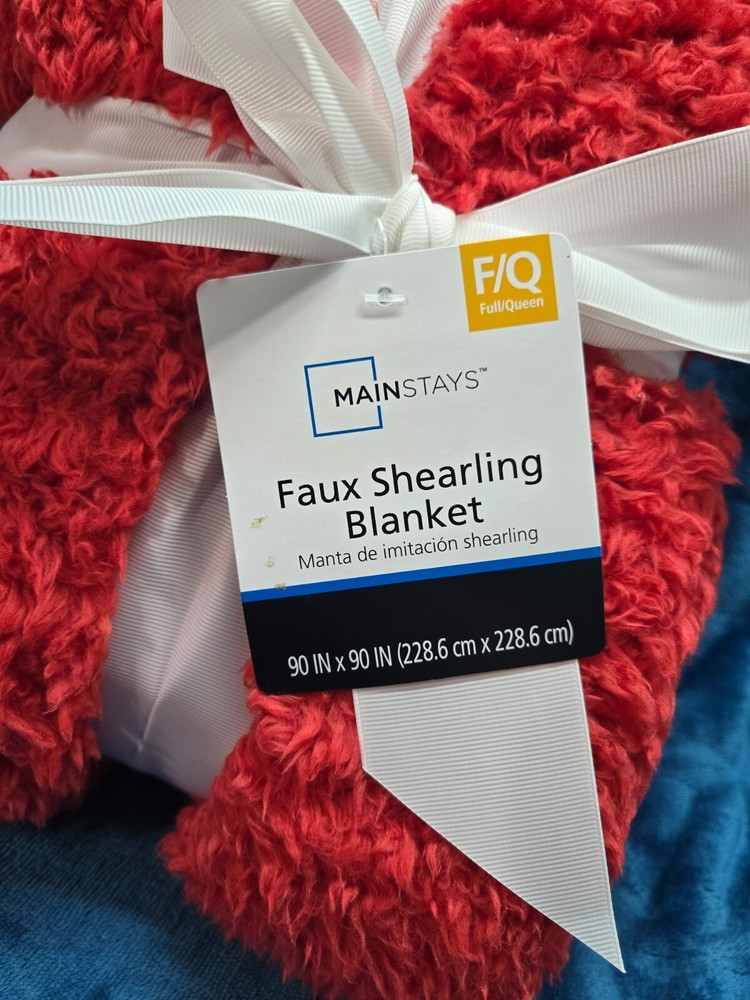 F/Q
Full/Queen
MAINSTAYS™
Faux Shearling
Blanket
Manta de imitación shearling
90 IN x 90 IN (228.6 cm x 228.6 cm)